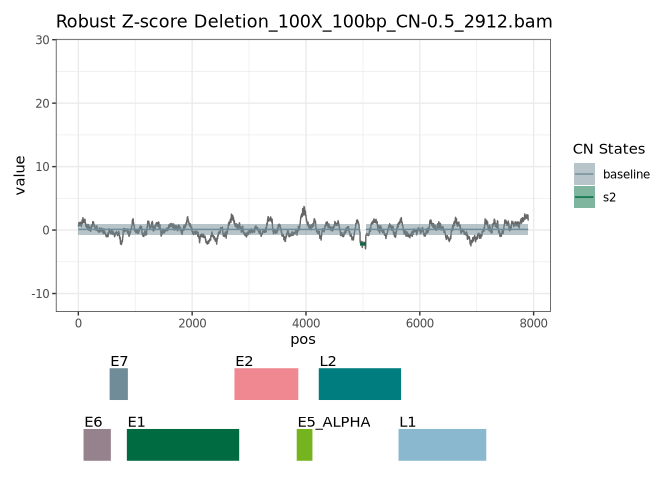 Robust Z-score Deletion_100X_100bp_CN-0.5_2912.bam
30
20
10
0
-10
value
0 2000 4000 6000 8000
pos
CN States
baseline
s2
E7 E2 L2
E6 E1 E5_ALPHA L1